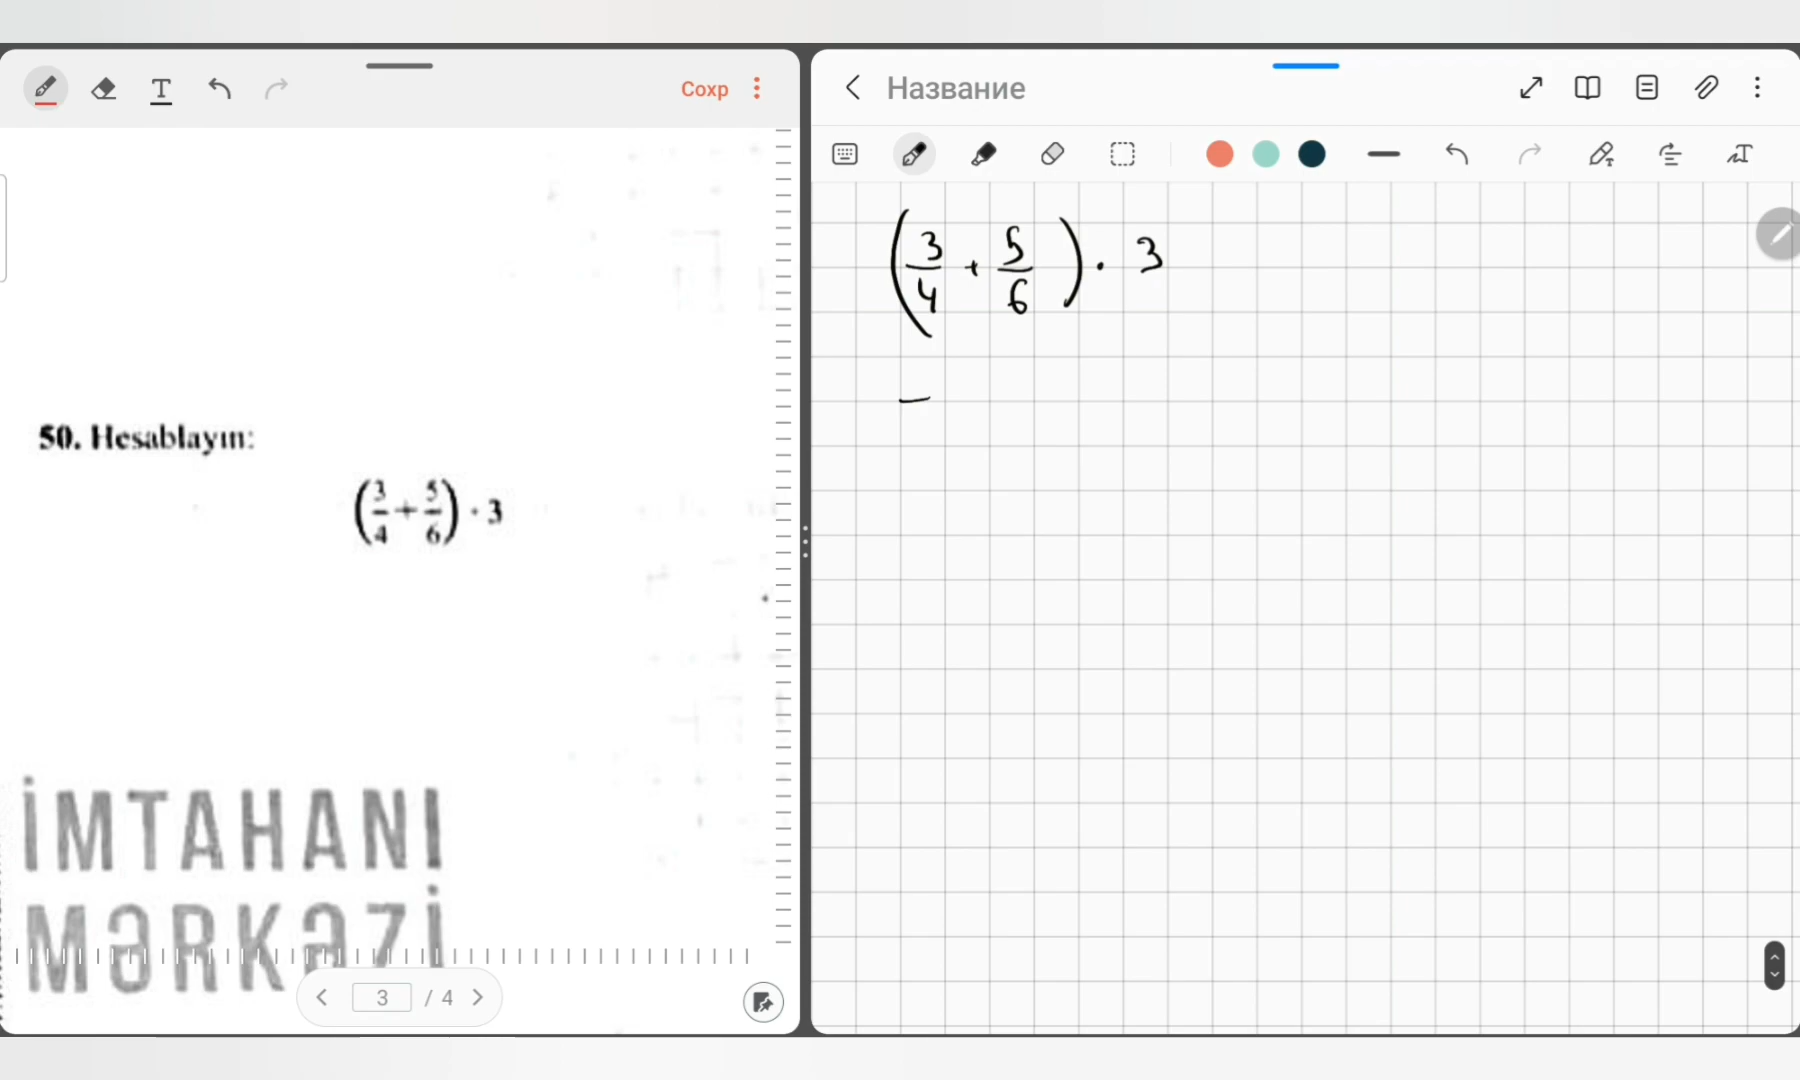 Сохр
50. Hesablayın:
(3/4 + 5/6) · 3
İMTAHANI
MƏRKƏZİ
3 / 4
Название
(3/4 + 5/6) · 3